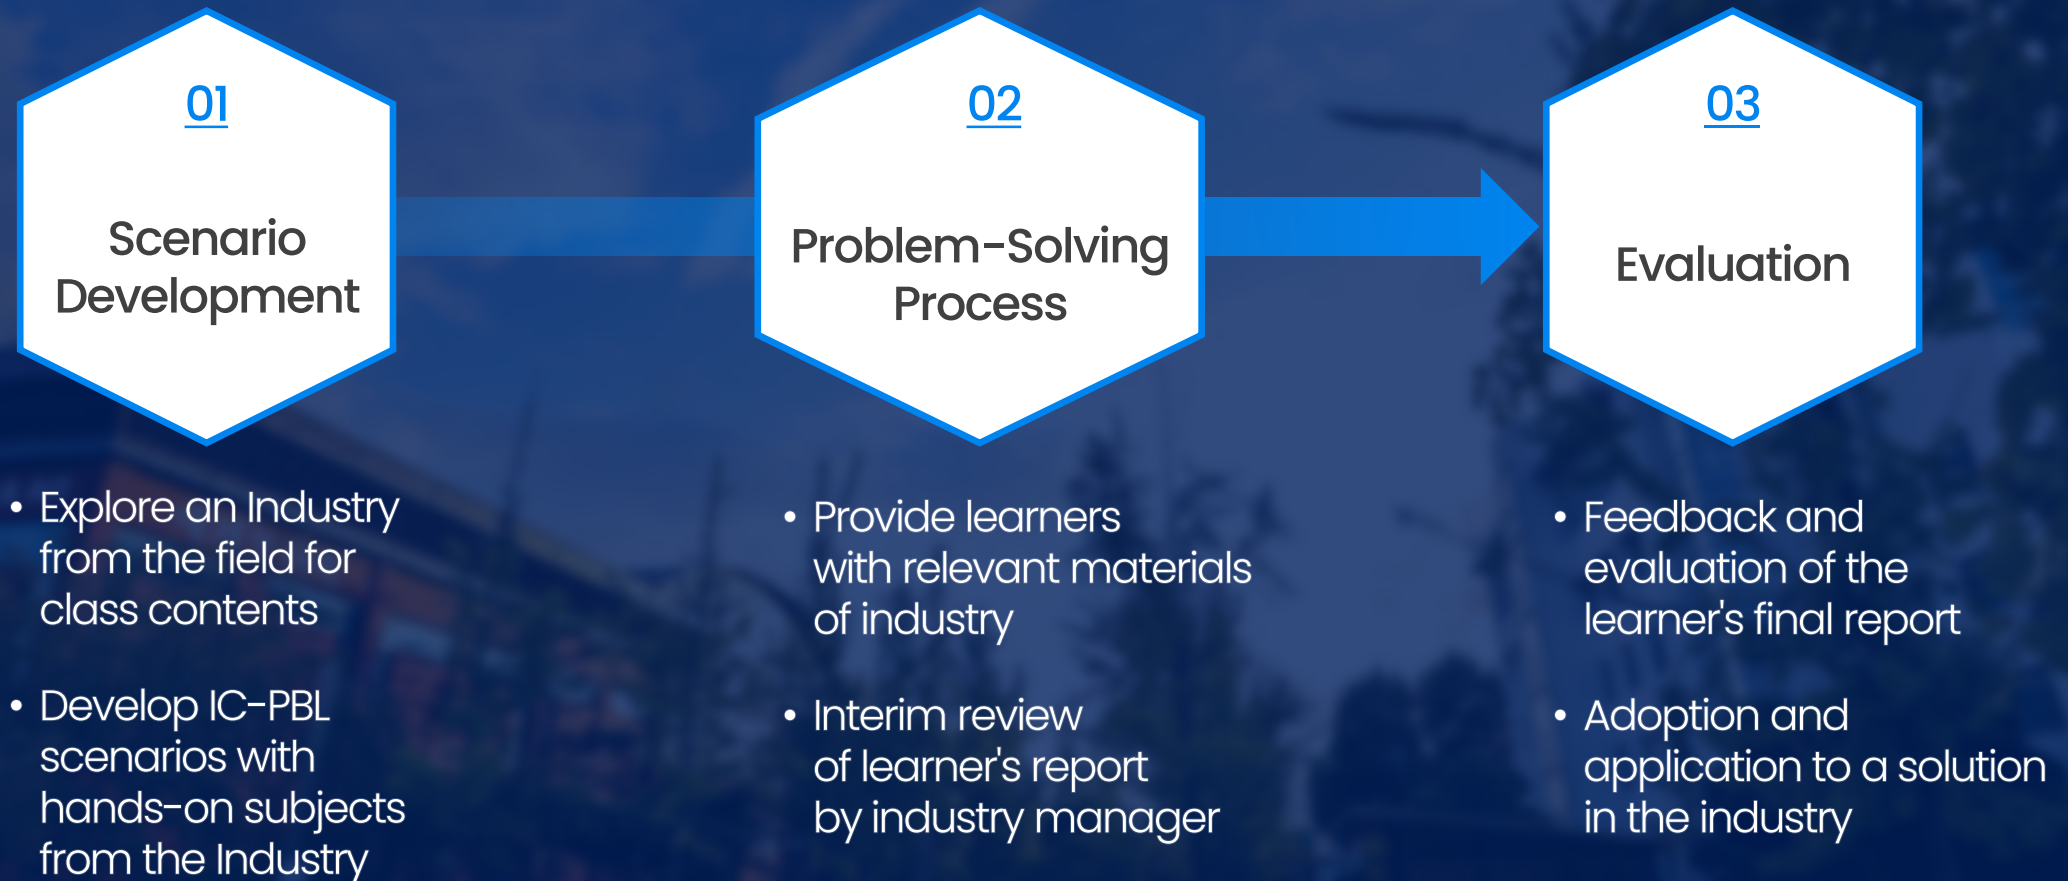 01
Scenario
Development
• Explore an Industry
from the field for
class contents
• Develop IC-PBL
scenarios with
hands-on subjects
from the Industry
02
Problem-Solving
Process
• Provide learners
with relevant materials
of industry
• Interim review
of learner's report
by industry manager
03
Evaluation
• Feedback and
evaluation of the
learner's final report
• Adoption and
application to a solution
in the industry